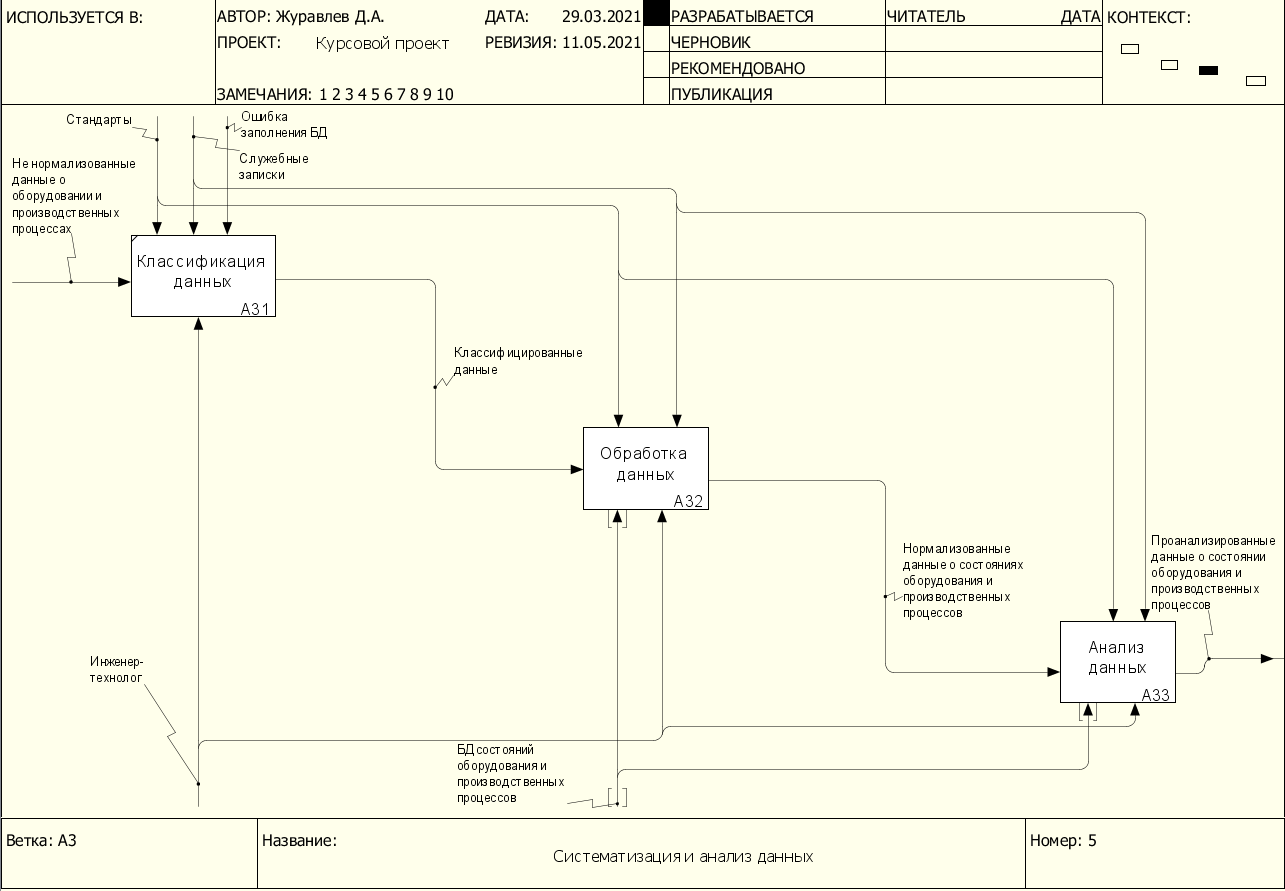 ИСПОЛЬЗУЕТСЯ В:
АВТОР: Журавлев Д.А.
ДАТА: 29.03.2021
ПРОЕКТ: Курсовой проект
РЕВИЗИЯ: 11.05.2021
ЗАМЕЧАНИЯ: 1 2 3 4 5 6 7 8 9 10
РАЗРАБАТЫВАЕТСЯ
ЧЕРНОВИК
РЕКОМЕНДОВАНО
ПУБЛИКАЦИЯ
ЧИТАТЕЛЬ
ДАТА
КОНТЕКСТ:
Стандарты
Ошибка
заполнения БД
Служебные
записки
Не нормализованные
данные о
оборудовании и
производственных
процессах
Классификация
данных
А31
Классифицированные
данные
Обработка
данных
А32
Нормализованные
данные о состояниях
оборудования и
производственных
процессов
Проанализированные
данные о состоянии
оборудования и
производственных
процессов
Анализ
данных
А33
Инженер-
технолог
БД состояний
оборудования и
производственных
процессов
Ветка: А3
Название:
Систематизация и анализ данных
Номер: 5